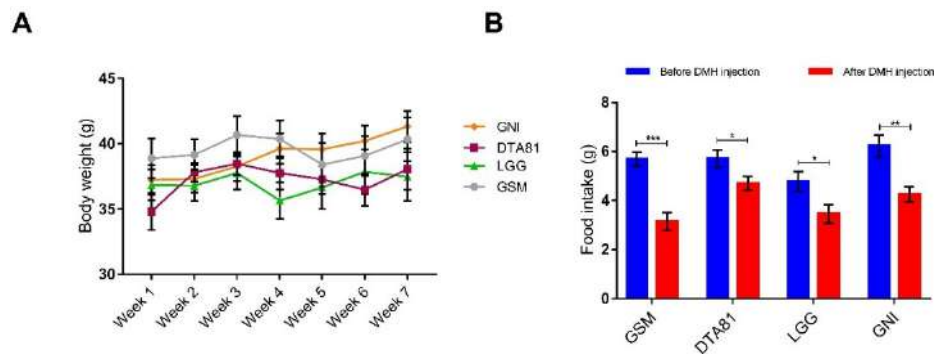 A
Body weight (g)
45
40
35
30
Week 1
Week 2
Week 3
Week 4
Week 5
Week 6
Week 7
GNI
DTA81
LGG
GSM
B
Before DMH injection
After DMH injection
Food intake (g)
8
6
4
2
0
***
*
*
**
GSM
DTA81
LGG
GNI